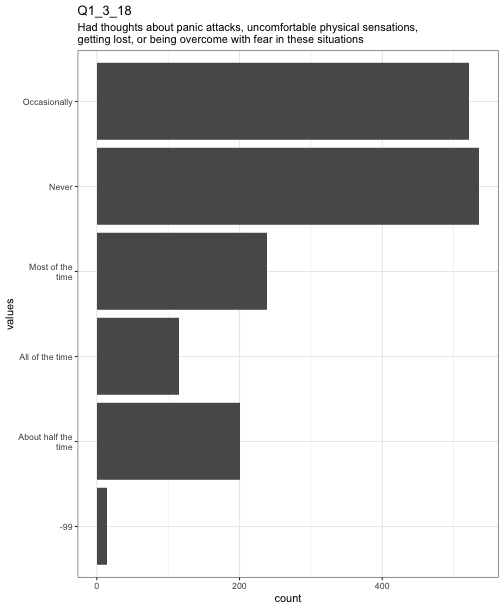 Q1_3_18
Had thoughts about panic attacks, uncomfortable physical sensations,
getting lost, or being overcome with fear in these situations
Occasionally
Never
Most of the
time
All of the time
About half the
time
-99
values
0
200
400
count